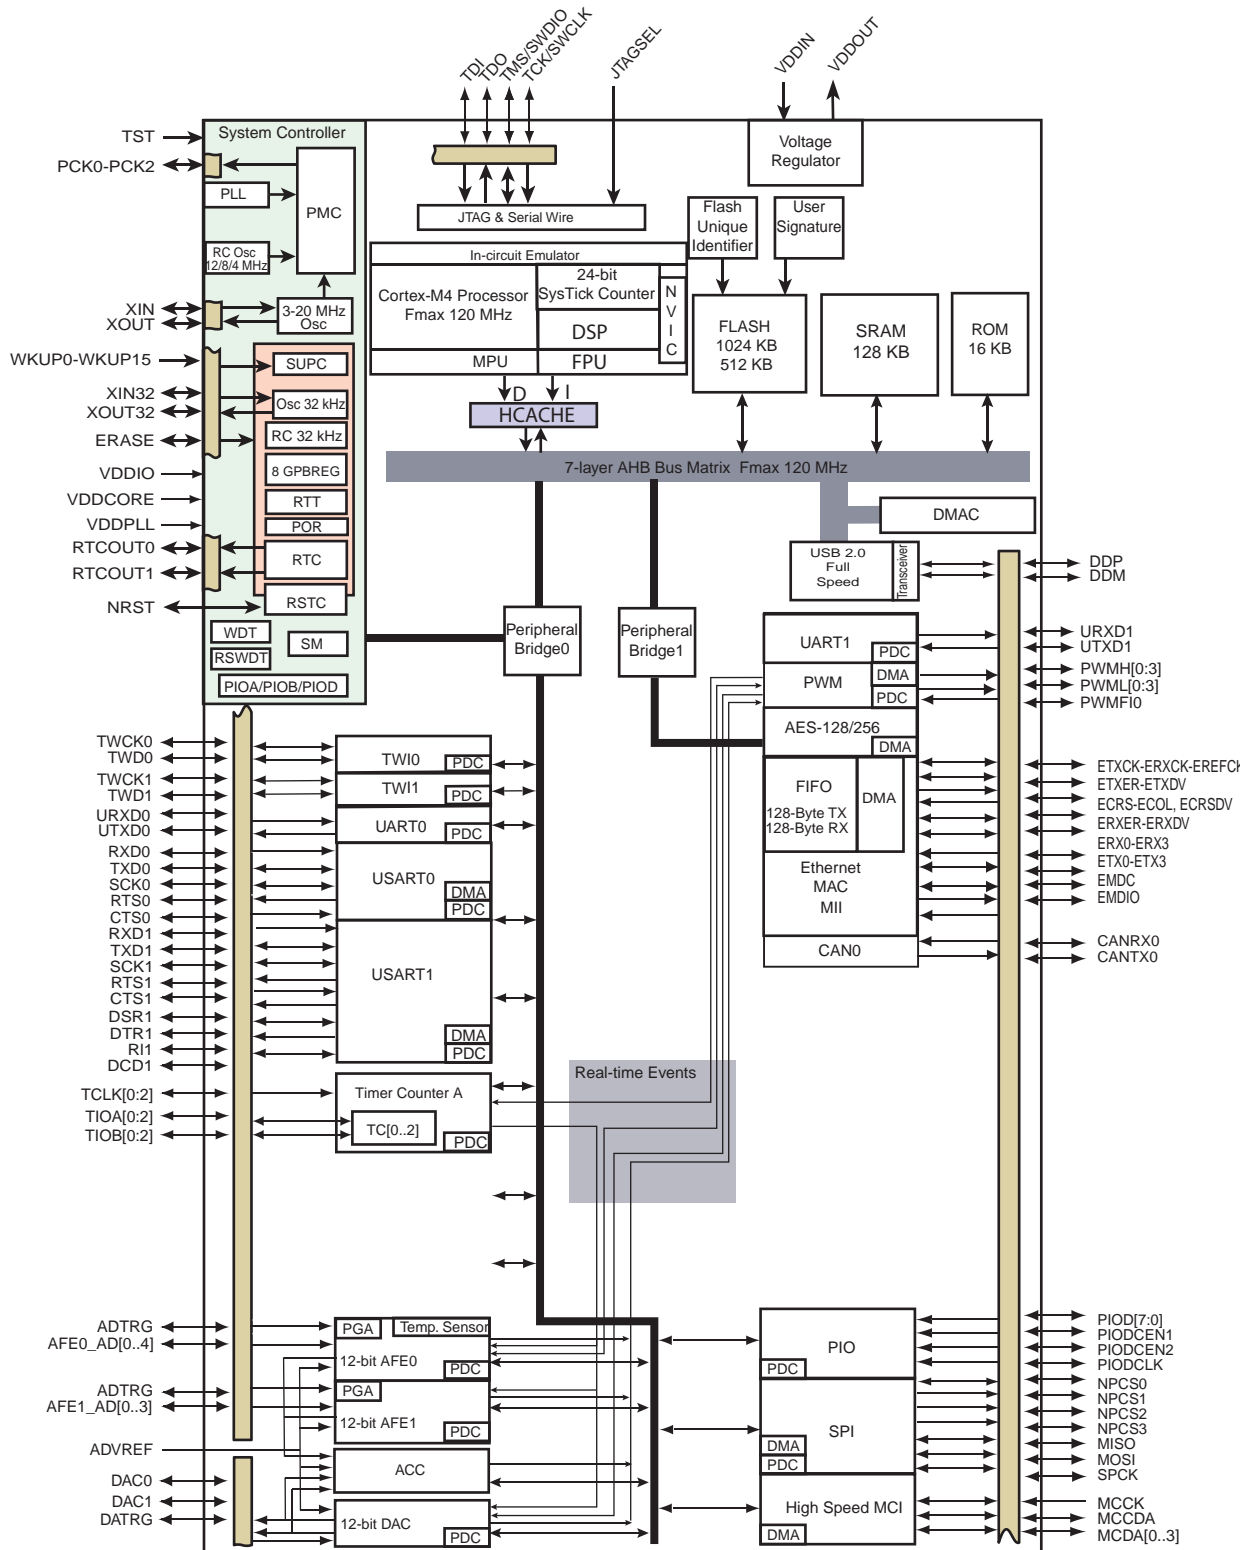 TDI
TDO
TMS/SWDIO
TCK/SWCLK
JTAGSEL
VDDIN
VDDOUT
System Controller
TST
PCK0-PCK2
PLL
PMC
RC Osc
12/8/4 MHz
XIN
XOUT
3-20 MHz
Osc
WKUP0-WKUP15
SUPC
XIN32
XOUT32
Osc 32 kHz
ERASE
RC 32 kHz
VDDIO
8 GPBREG
VDDCORE
RTT
VDDPLL
POR
RTCOUT0
RTC
RTCOUT1
NRST
RSTC
WDT
SM
RSWDT
PIOA/PIOB/PIOD
JTAG & Serial Wire
Voltage
Regulator
Flash
Unique
Identifier
User
Signature
In-circuit Emulator
Cortex-M4 Processor
Fmax 120 MHz
24-bit
SysTick Counter
DSP
N
V
I
C
MPU
FPU
FLASH
1024 KB
512 KB
SRAM
128 KB
ROM
16 KB
D
I
HCACHE
7-layer AHB Bus Matrix Fmax 120 MHz
DMAC
USB 2.0
Full
Speed
Transceiver
DDP
DDM
Peripheral
Bridge0
Peripheral
Bridge1
UART1
PDC
URXD1
UTXD1
PWM
DMA
PDC
PWMH[0:3]
PWML[0:3]
PWMFI0
AES-128/256
DMA
FIFO
128-Byte TX
128-Byte RX
DMA
Ethernet
MAC
MII
ETXCK-ERXCK-EREFCK
ETXER-ETXDV
ECRS-ECOL, ECRSDV
ERXER-ERXDV
ERX0-ERX3
ETX0-ETX3
EMDC
EMDIO
CAN0
CANRX0
CANTX0
TWCK0
TWD0
TWI0
PDC
TWCK1
TWD1
TWI1
PDC
URXD0
UTXD0
UART0
PDC
RXD0
TXD0
SCK0
RTS0
CTS0
USART0
DMA
PDC
RXD1
TXD1
SCK1
RTS1
CTS1
DSR1
DTR1
RI1
DCD1
USART1
DMA
PDC
TCLK[0:2]
TIOA[0:2]
TIOB[0:2]
Timer Counter A
TC[0..2]
PDC
Real-time Events
ADTRG
AFE0_AD[0..4]
PGA
Temp. Sensor
12-bit AFE0
PDC
ADTRG
AFE1_AD[0..3]
PGA
12-bit AFE1
PDC
ADVREF
ACC
DAC0
DAC1
DATRG
12-bit DAC
PDC
PIO
PDC
PIOD[7:0]
PIODCEN1
PIODCEN2
PIODCLK
SPI
DMA
PDC
NPCS0
NPCS1
NPCS2
NPCS3
MISO
MOSI
SPCK
High Speed MCI
DMA
MCCK
MCCDA
MCDA[0..3]